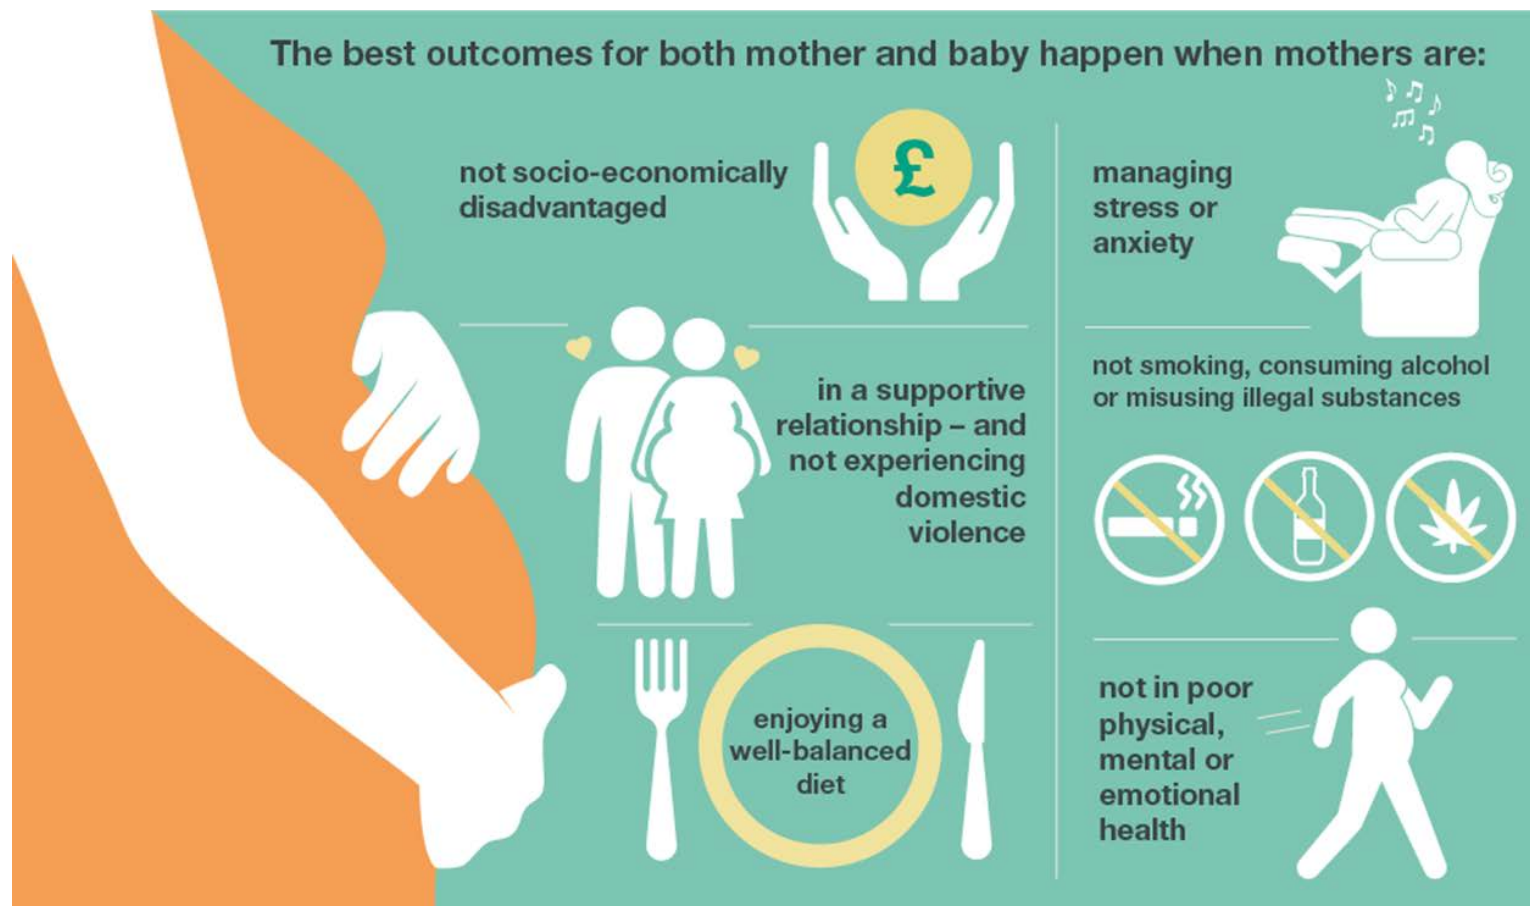 The best outcomes for both mother and baby happen when mothers are:
not socio-economically
disadvantaged
£
in a supportive
relationship – and
not experiencing
domestic
violence
enjoying a
well-balanced
diet
managing
stress or
anxiety
not smoking, consuming alcohol
or misusing illegal substances
not in poor
physical,
mental or
emotional
health